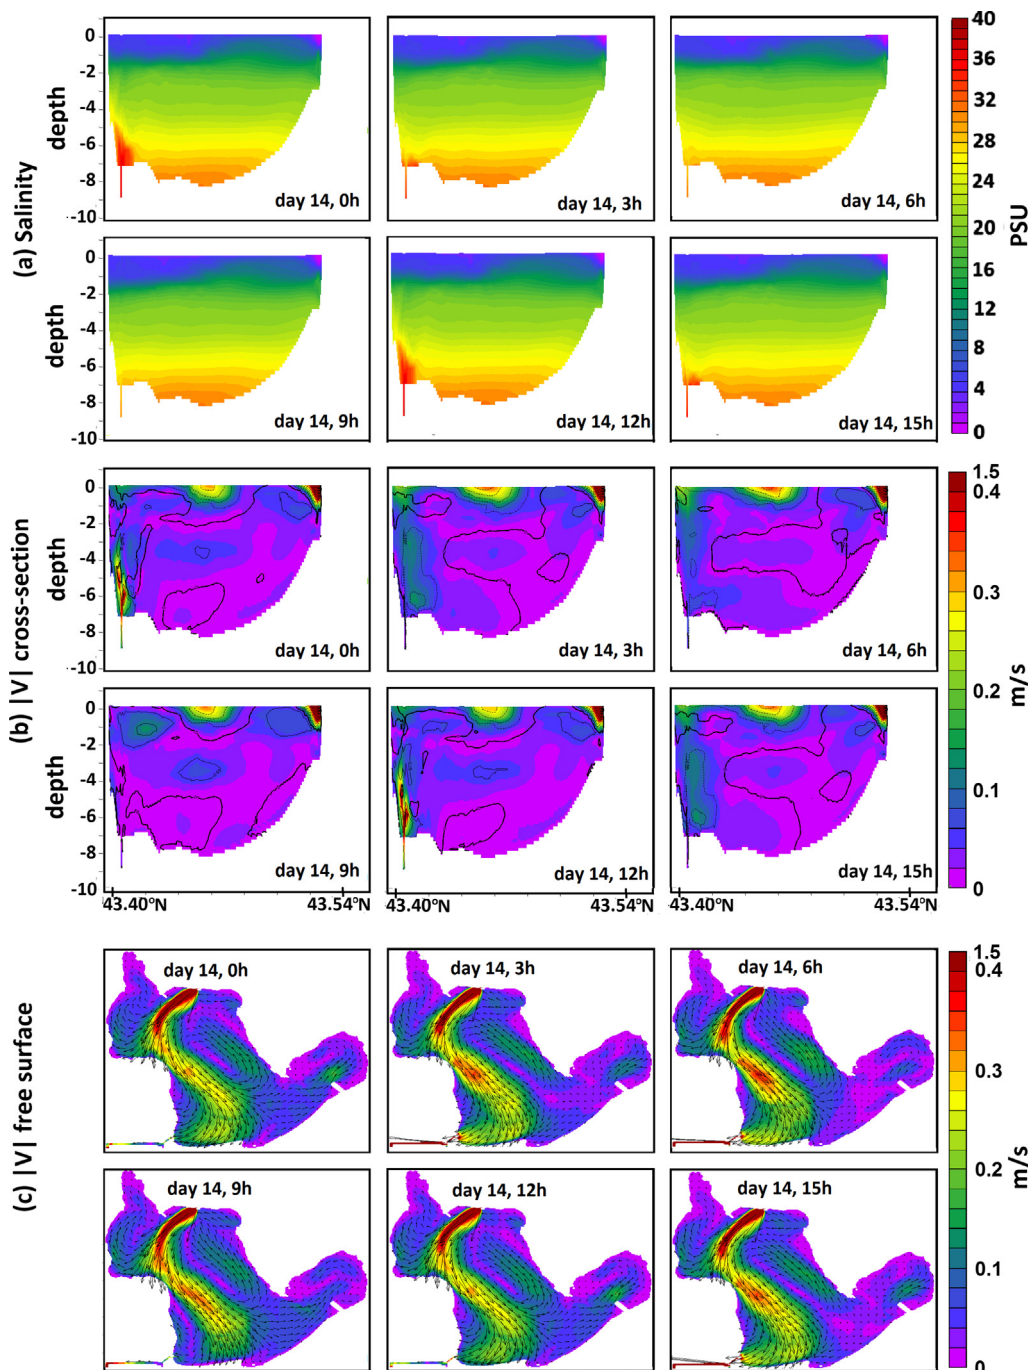 (a) Salinity
depth
0
-2
-4
-6
-8
-10
day 14, 0h
day 14, 3h
day 14, 6h
depth
0
-2
-4
-6
-8
-10
day 14, 9h
day 14, 12h
day 14, 15h
40
36
32
28
24
20
16
12
8
4
0
PSU
(b) |V| cross-section
depth
0
-2
-4
-6
-8
-10
day 14, 0h
day 14, 3h
day 14, 6h
depth
0
-2
-4
-6
-8
-10
day 14, 9h
day 14, 12h
day 14, 15h
43.40°N
43.54°N
43.40°N
43.54°N
43.40°N
43.54°N
1.5
0.4
0.3
0.2
0.1
0
m/s
(c) |V| free surface
day 14, 0h
day 14, 3h
day 14, 6h
day 14, 9h
day 14, 12h
day 14, 15h
1.5
0.4
0.3
0.2
0.1
0
m/s